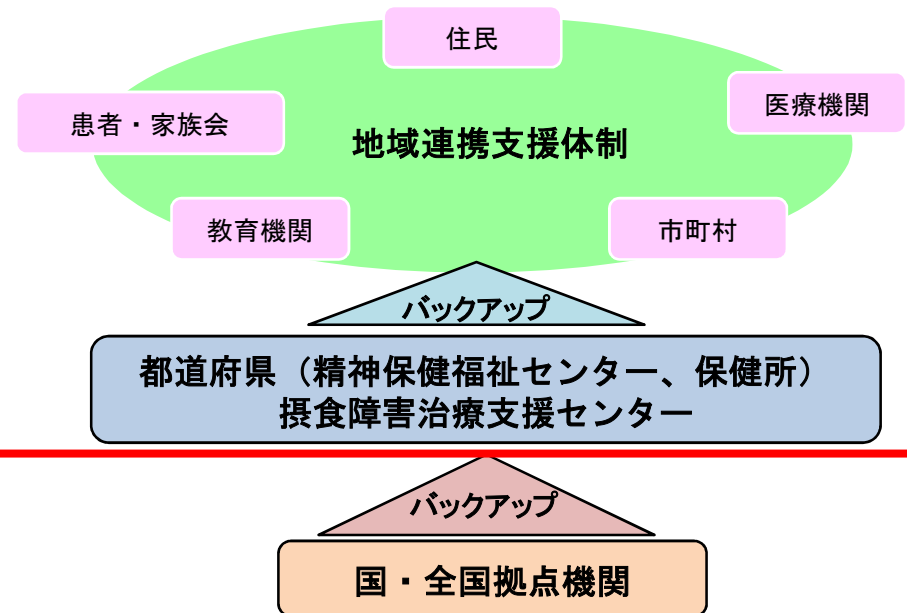 住民
医療機関
患者・家族会
地域連携支援体制
教育機関
市町村
バックアップ
都道府県（精神保健福祉センター、保健所）
摂食障害治療支援センター
バックアップ
国・全国拠点機関